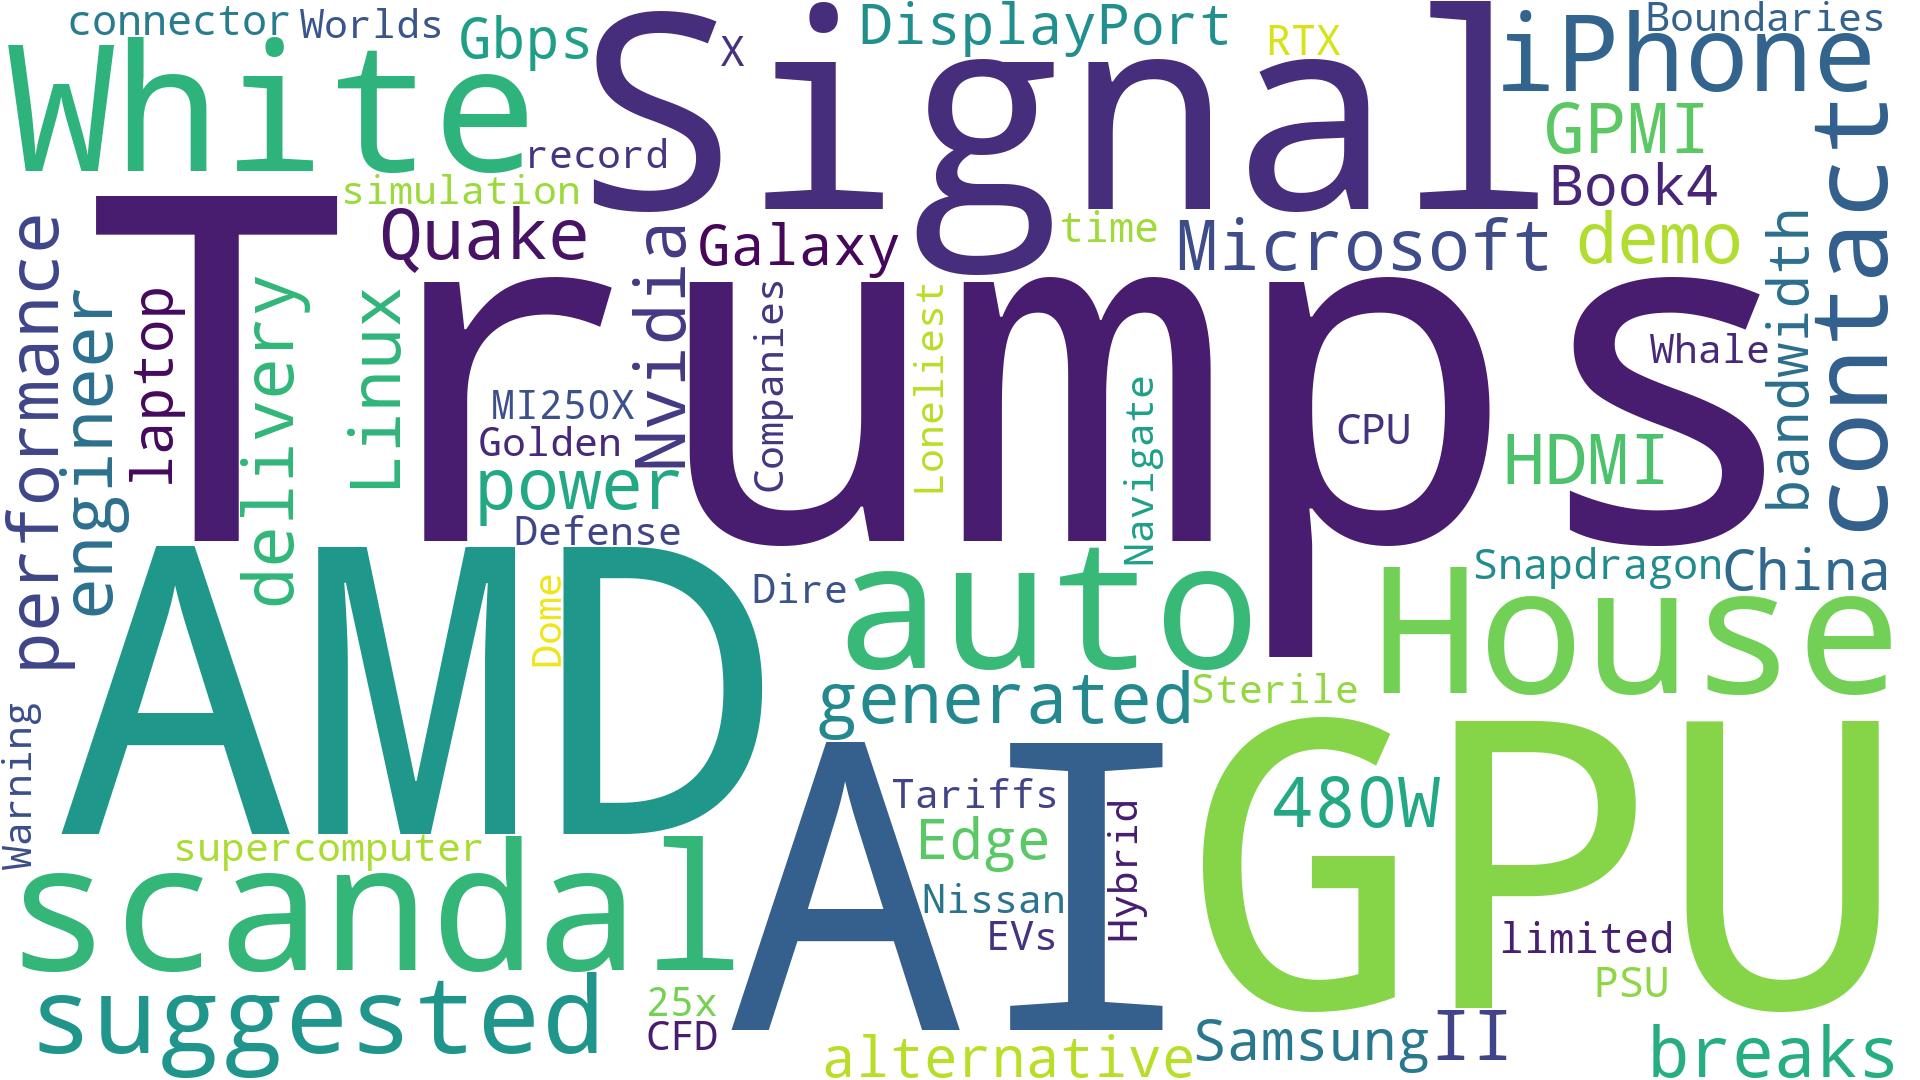 connector
Worlds
Gbps
X
DisplayPort
RTX
Boundaries
iPhone
White
Signal
record
GPMI
Book4
contact
simulation
Quake
Galaxy
time
Microsoft
demo
bandwidth
performance
engineer
laptop
delivery
Linux
Nvidia
Trumps
Companies
Loneliest
Navigate
Whale
MI250X
Golden
power
CPU
HDMI
Defense
AMD
Dome
Dire
auto
Snapdragon
China
House
generated
Sterile
Warning
AI
GPU
Tariffs
Edge
Hybrid
480W
supercomputer
scandal
Nissan
EVs
limited
PSU
suggested
25x
CFD
alternative
Samsung
II
breaks